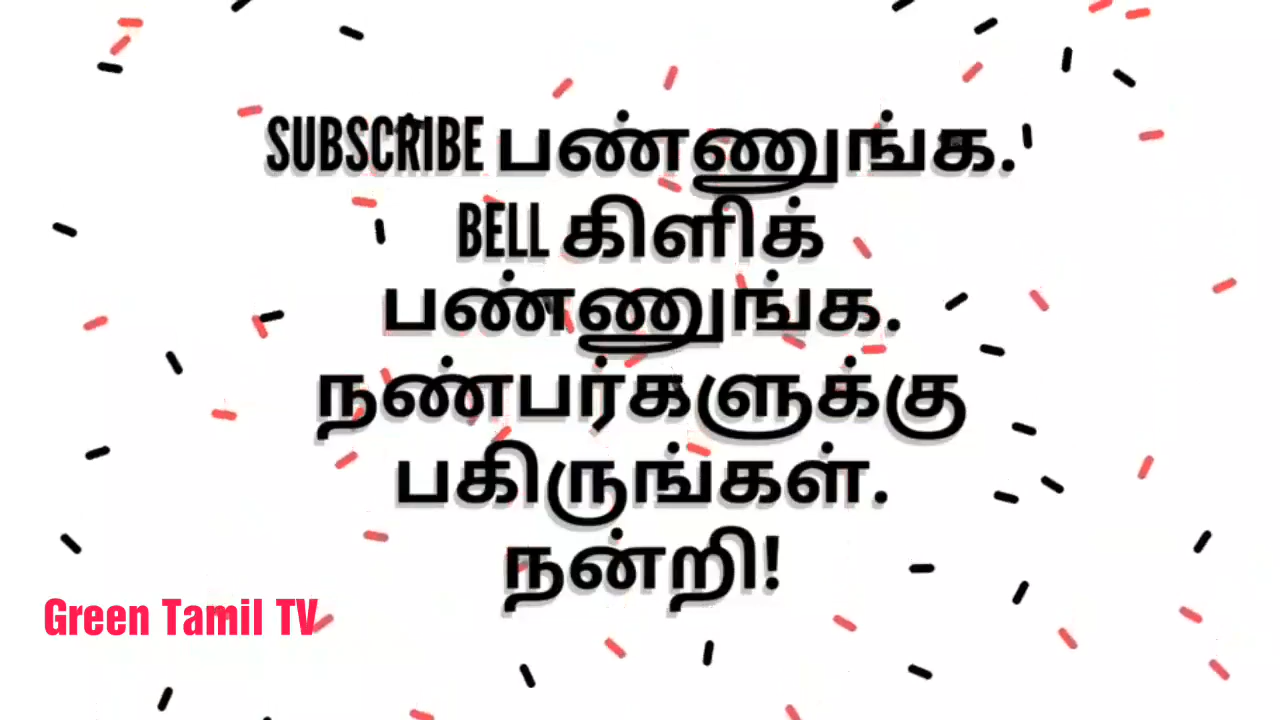 SUBSCRIBE பண்ணுங்க.
BELL கிளிக்
பண்ணுங்க.
நண்பர்களுக்கு
பகிருங்கள்.
நன்றி!
Green Tamil TV